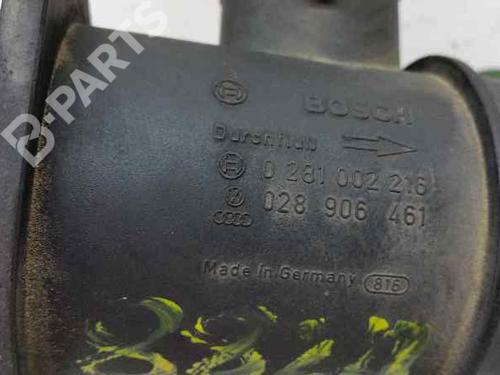 B-PARTS
BOSCH
Durchfluß
0 281 002 216
028 906 461
Made in Germany 816